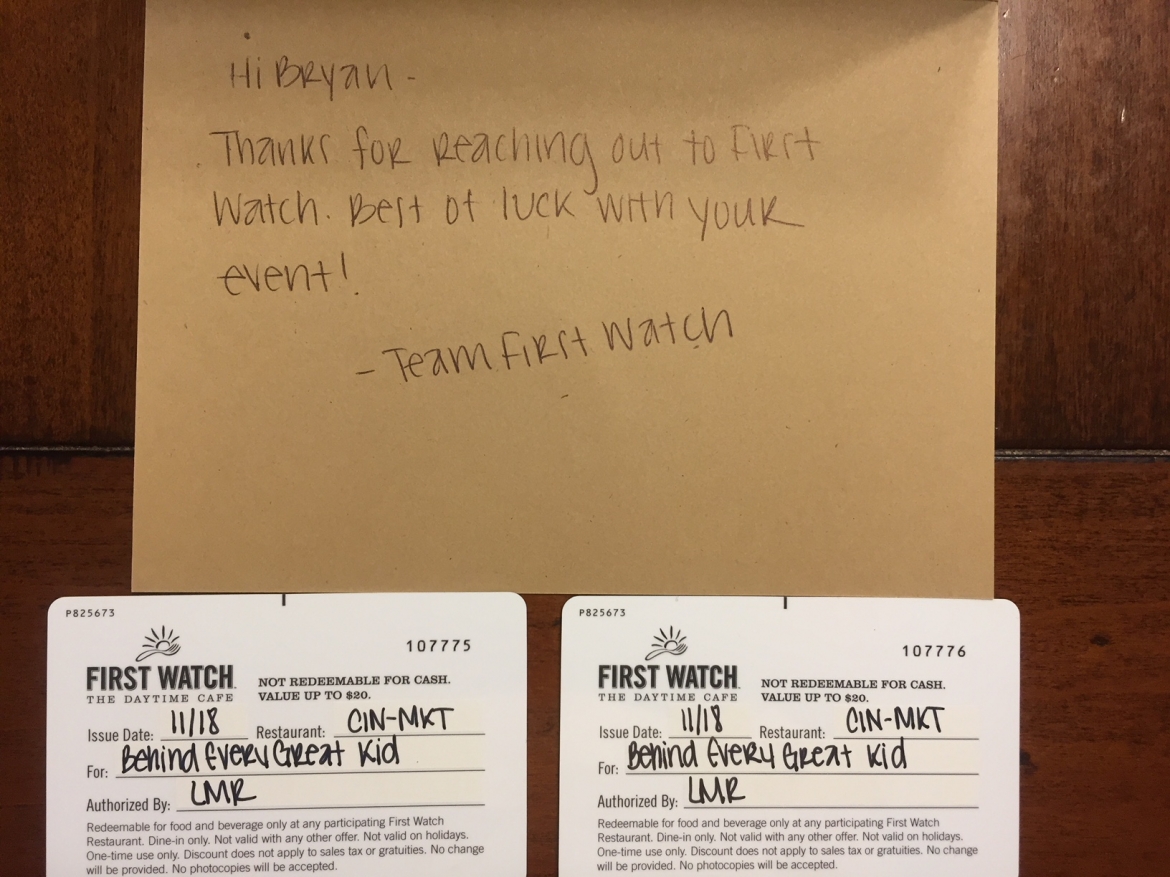 Hi Bryan -
Thanks for reaching out to First
Watch. Best of luck with your
event!
- Team First Watch
P825673
107775
FIRST WATCH
THE DAYTIME CAFE
NOT REDEEMABLE FOR CASH.
VALUE UP TO $20.
Issue Date: 11/18 Restaurant: CIN-MKT
For: Behind Every Great Kid
Authorized By: LMR
Redeemable for food and beverage only at any participating First Watch
Restaurant. Dine-in only. Not valid with any other offer. Not valid on holidays.
One-time use only. Discount does not apply to sales tax or gratuities. No change
will be provided. No photocopies will be accepted.
P825673
107776
FIRST WATCH
THE DAYTIME CAFE
NOT REDEEMABLE FOR CASH.
VALUE UP TO $20.
Issue Date: 11/18 Restaurant: CIN-MKT
For: Behind Every Great Kid
Authorized By: LMR
Redeemable for food and beverage only at any participating First Watch
Restaurant. Dine-in only. Not valid with any other offer. Not valid on holidays.
One-time use only. Discount does not apply to sales tax or gratuities. No change
will be provided. No photocopies will be accepted.